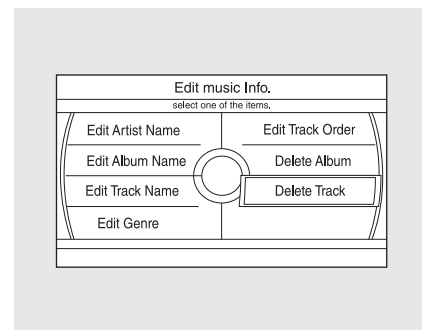 Edit music Info.
select one of the items.
Edit Artist Name
Edit Album Name
Edit Track Name
Edit Genre
Edit Track Order
Delete Album
Delete Track